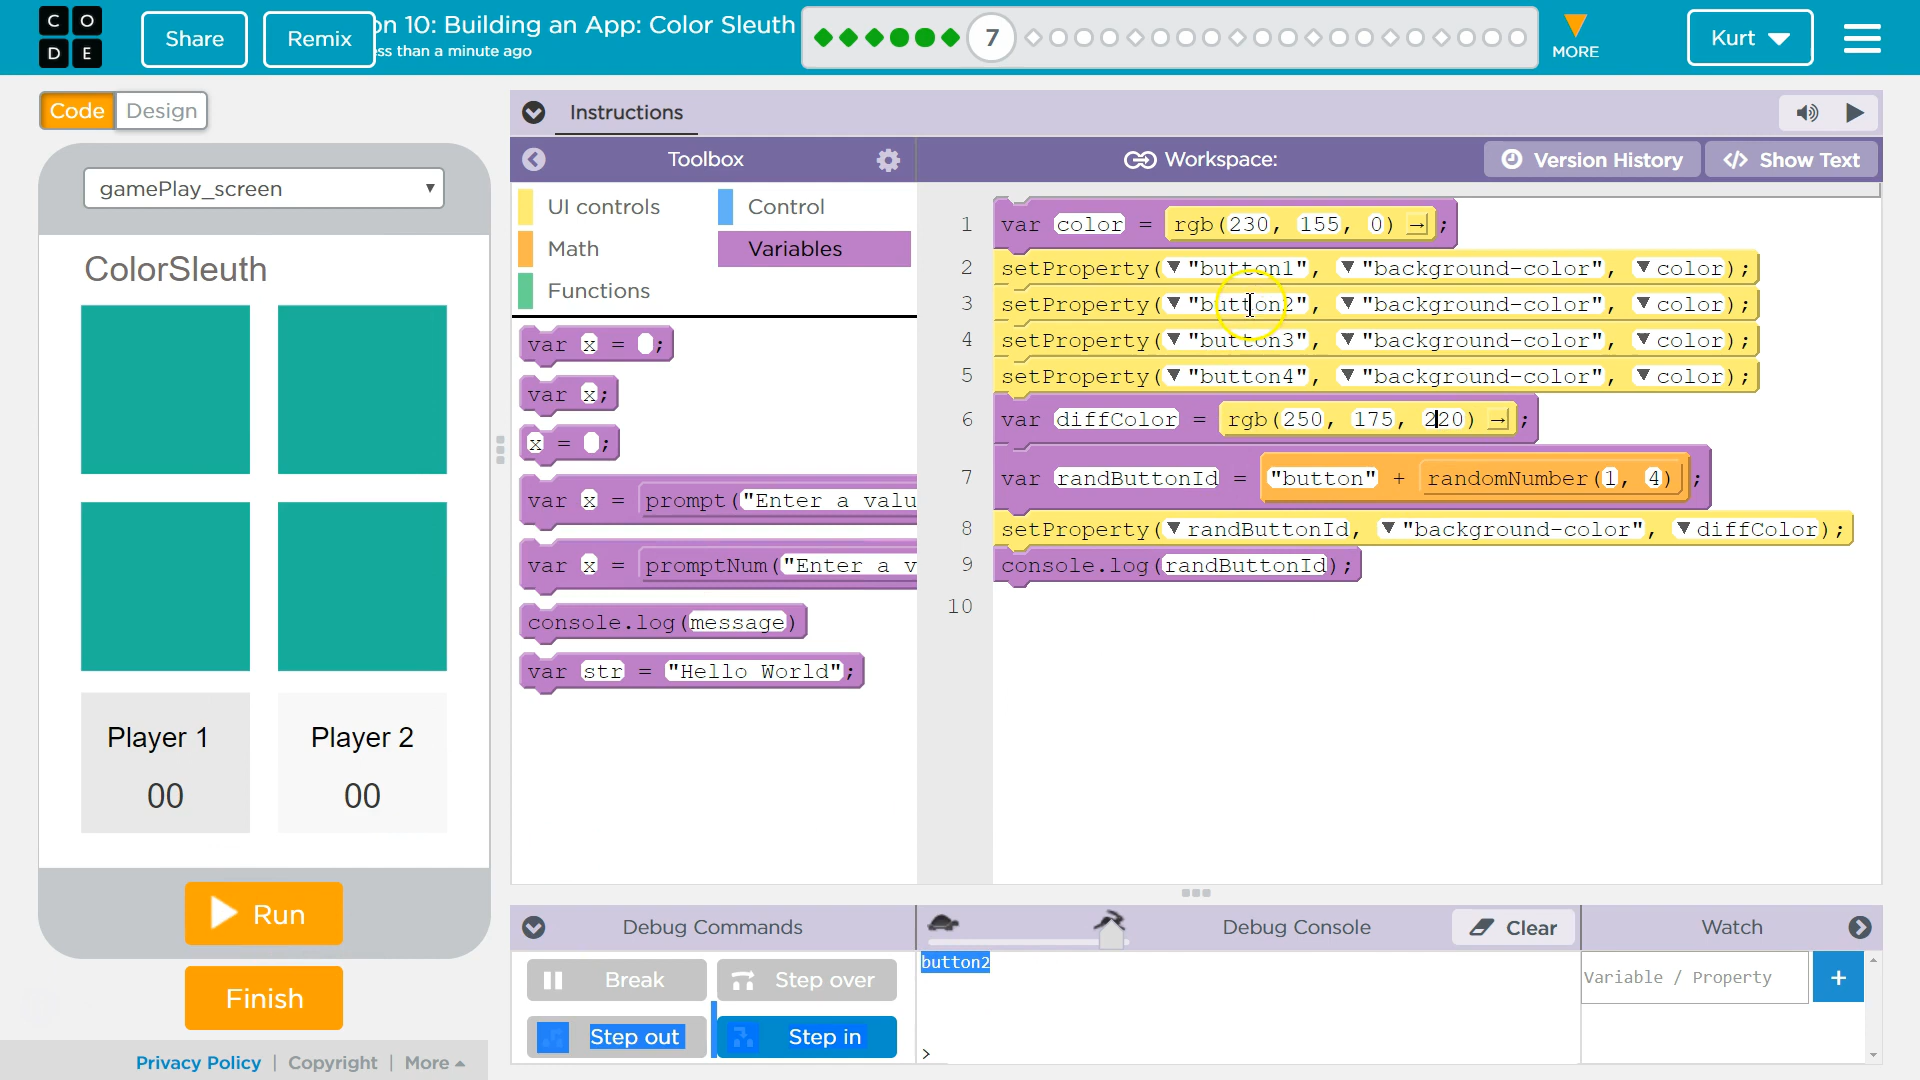 C O
D E
Share
Remix
on 10: Building an App: Color Sleuth
ess than a minute ago
7
MORE
Kurt
Code
Design
Instructions
gamePlay_screen
Toolbox
Workspace:
Version History
</> Show Text
UI controls
Control
Math
Variables
Functions
var x = ;
var x;
x = ;
var x = prompt("Enter a valu
var x = promptNum("Enter a v
console.log(message)
var str = "Hello World";
1 var color = rgb(230, 155, 0) ;
2 setProperty("button1", "background-color", color);
3 setProperty("button2", "background-color", color);
4 setProperty("button3", "background-color", color);
5 setProperty("button4", "background-color", color);
6 var diffColor = rgb(250, 175, 220) ;
7 var randButtonId = "button" + randomNumber(1, 4) ;
8 setProperty(randButtonId, "background-color", diffColor);
9 console.log(randButtonId);
10
ColorSleuth
Player 1
00
Player 2
00
Run
Finish
Privacy Policy | Copyright | More
Debug Commands
Debug Console
Clear
Watch
Break
Step over
Step out
Step in
button2
>
Variable / Property
+